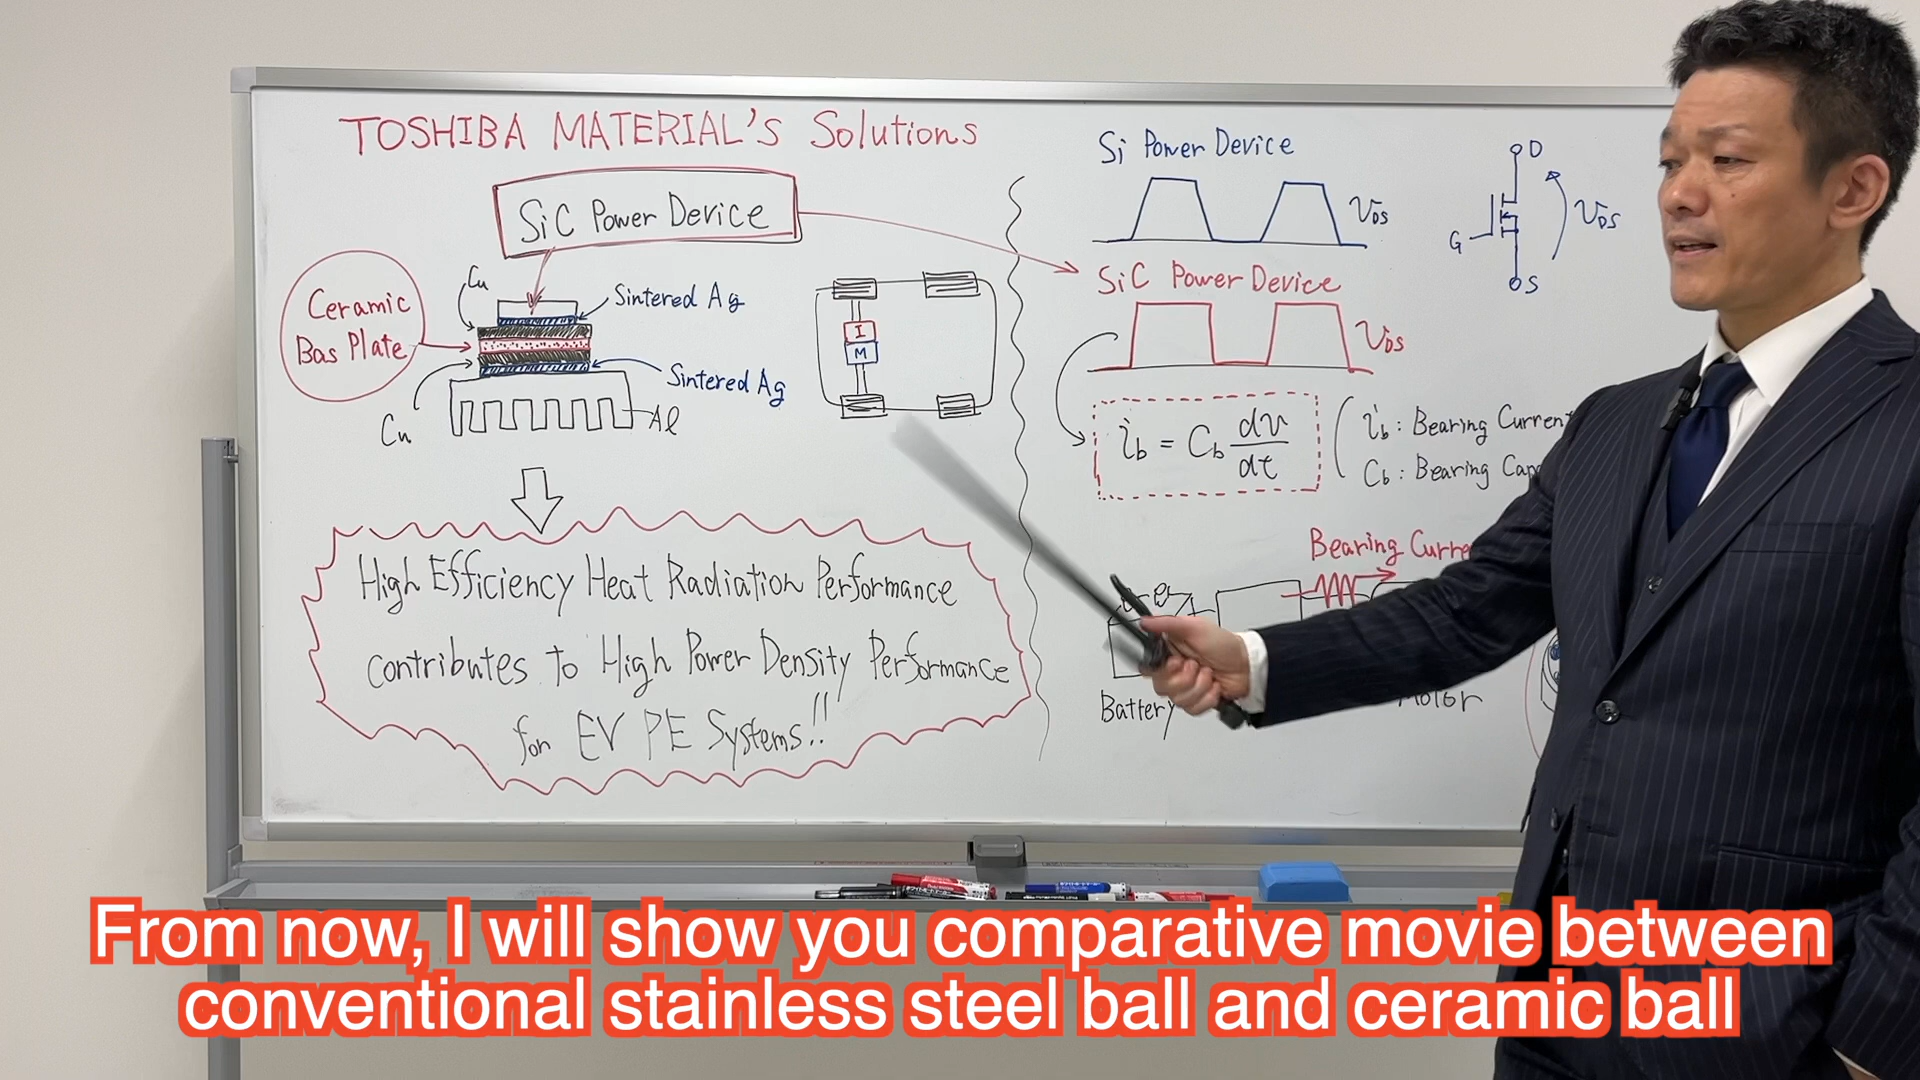 TOSHIBA MATERIAL'S Solutions
SiC Power Device
Cu
Sintered Ag
Ceramic
Bas Plate
Sintered Ag
Cu
Al
I
M
High Efficiency Heat Radiation Performance
contributes to High Power Density Performance
for EV PE Systems!!
Si Power Device
VDS
D
G
S
VDS
SiC Power Device
VDS
ib = Cb dv/dt
ib : Bearing Current
Cb : Bearing
Bearing
Battery
Motor
From now, I will show you comparative movie between
conventional stainless steel ball and ceramic ball